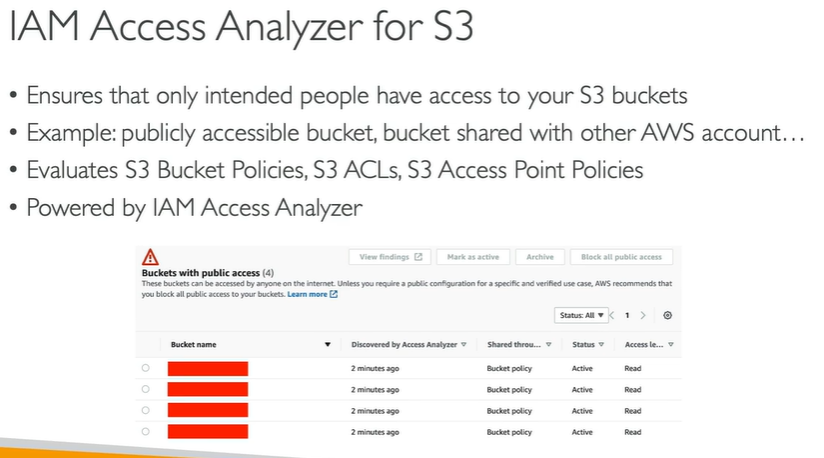 IAM Access Analyzer for S3
• Ensures that only intended people have access to your S3 buckets
• Example: publicly accessible bucket, bucket shared with other AWS account…
• Evaluates S3 Bucket Policies, S3 ACLs, S3 Access Point Policies
• Powered by IAM Access Analyzer
View findings Mark as active Archive Block all public access
Buckets with public access (4)
These buckets can be accessed by anyone on the internet. Unless you require a public configuration for a specific and verified use case, AWS recommends that
you block all public access to your buckets. Learn more
Status: All 1
Bucket name Discovered by Access Analyzer Shared throu... Status Access le...
2 minutes ago Bucket policy Active Read
2 minutes ago Bucket policy Active Read
2 minutes ago Bucket policy Active Read
2 minutes ago Bucket policy Active Read